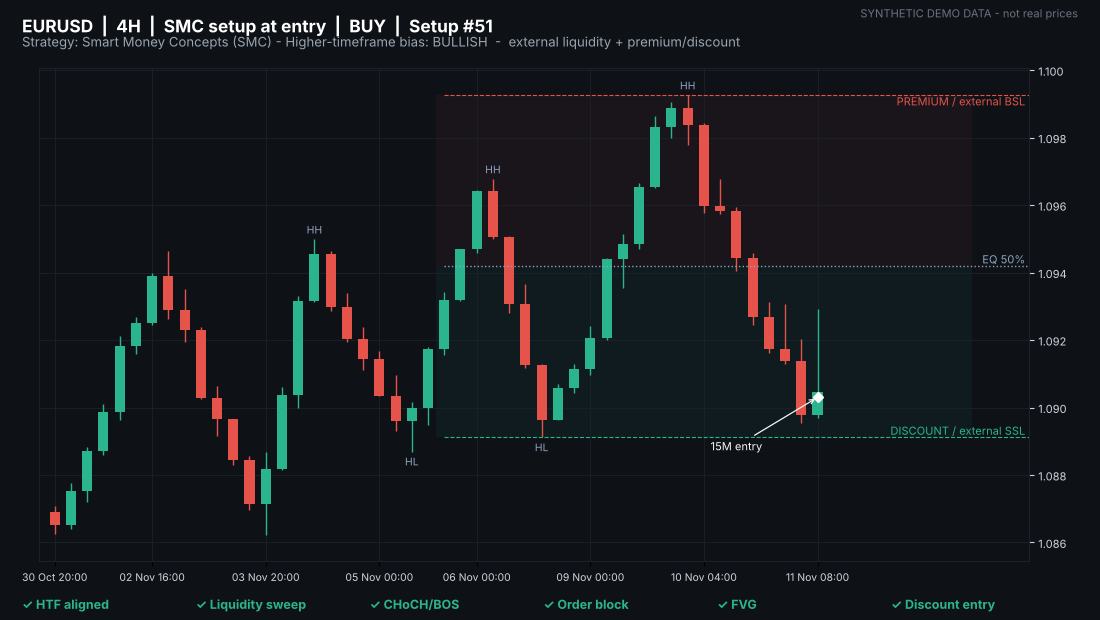 SYNTHETIC DEMO DATA - not real prices
EURUSD | 4H | SMC setup at entry | BUY | Setup #51
Strategy: Smart Money Concepts (SMC) - Higher-timeframe bias: BULLISH - external liquidity + premium/discount
1.100
HH
PREMIUM / external BSL
1.098
HH
1.096
HH
EQ 50%
1.094
1.092
1.090
DISCOUNT / external SSL
15M entry
HL
HL
1.088
1.086
30 Oct 20:00 02 Nov 16:00 03 Nov 20:00 05 Nov 00:00 06 Nov 00:00 09 Nov 00:00 10 Nov 04:00 11 Nov 08:00
✓ HTF aligned ✓ Liquidity sweep ✓ CHoCH/BOS ✓ Order block ✓ FVG ✓ Discount entry